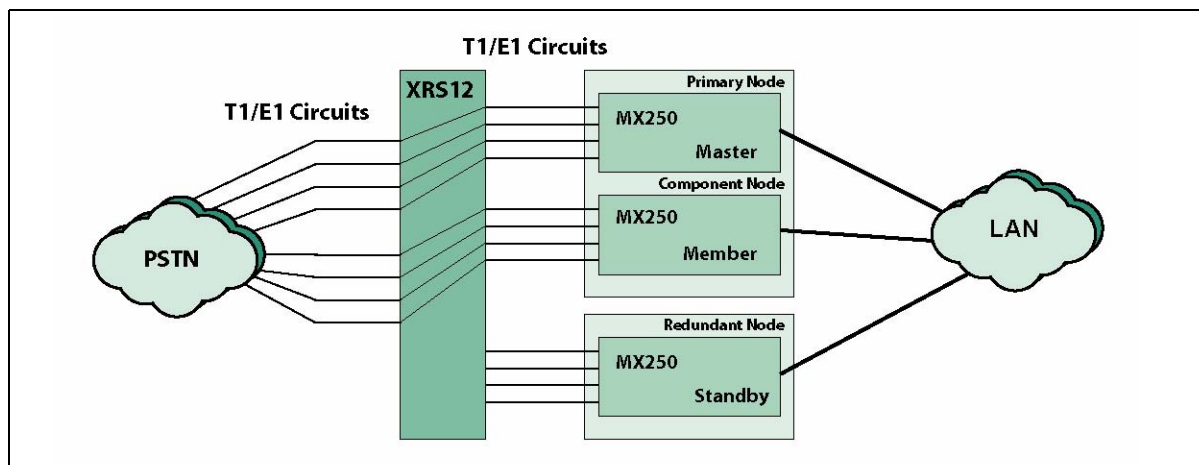 T1/E1 Circuits
T1/E1 Circuits
XRS12
Primary Node
MX250
Master
Component Node
MX250
Member
Redundant Node
MX250
Standby
PSTN
LAN